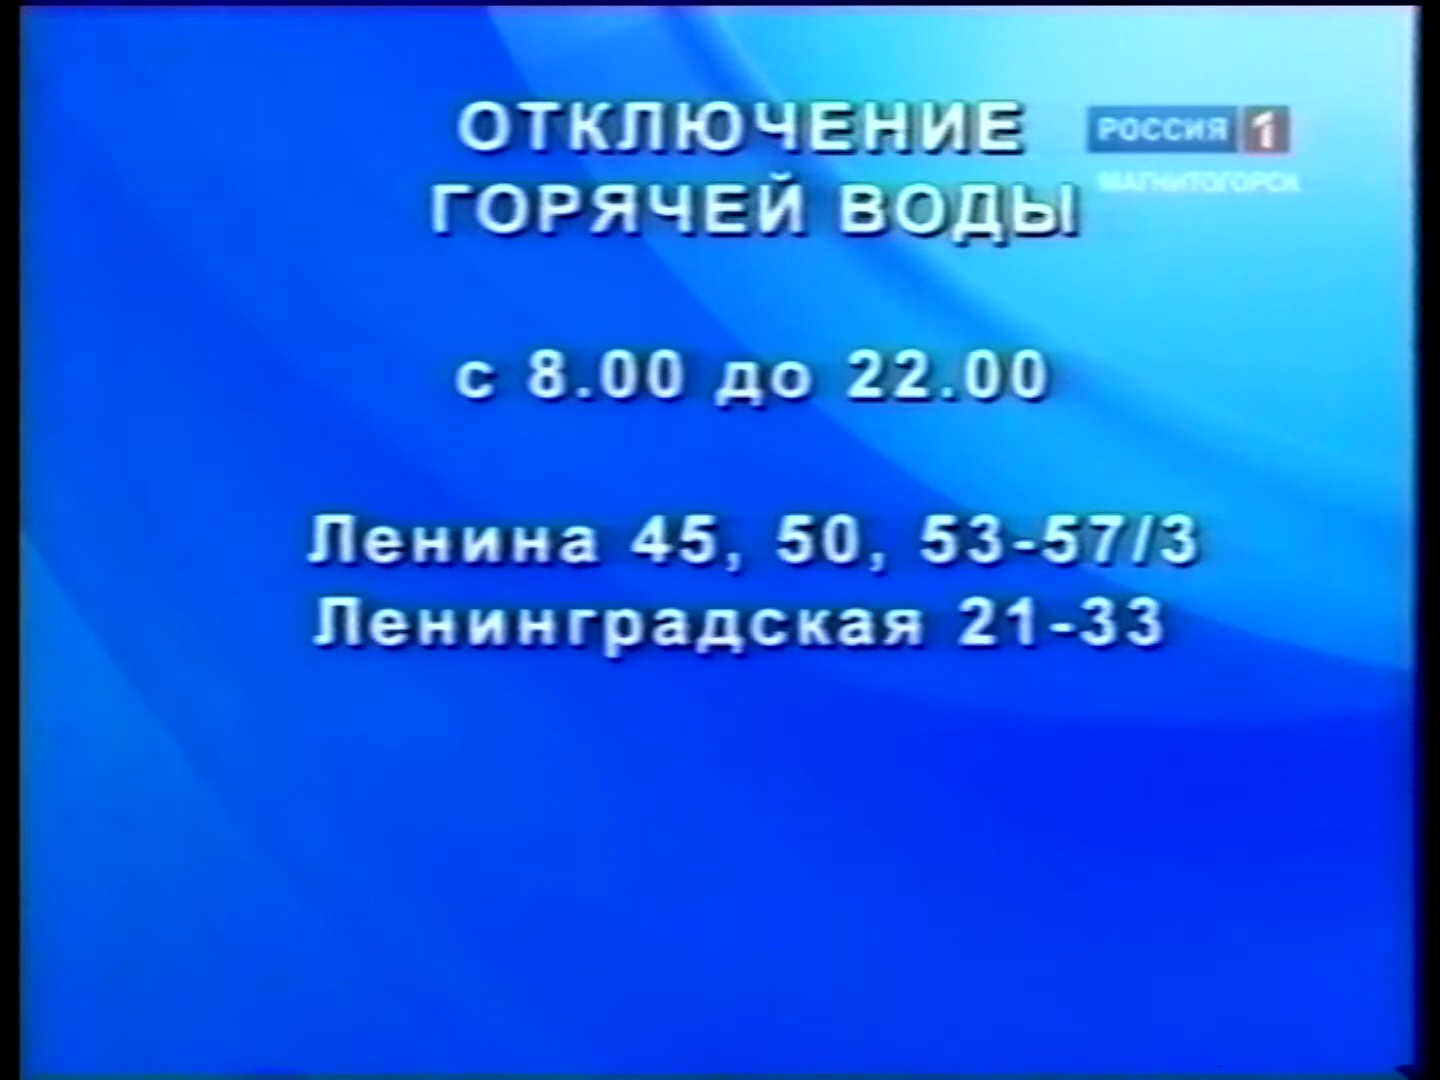 ОТКЛЮЧЕНИЕ
ГОРЯЧЕЙ ВОДЫ
РОССИЯ 1
МАГНИТОГОРСК
с 8.00 до 22.00
Ленина 45, 50, 53-57/3
Ленинградская 21-33